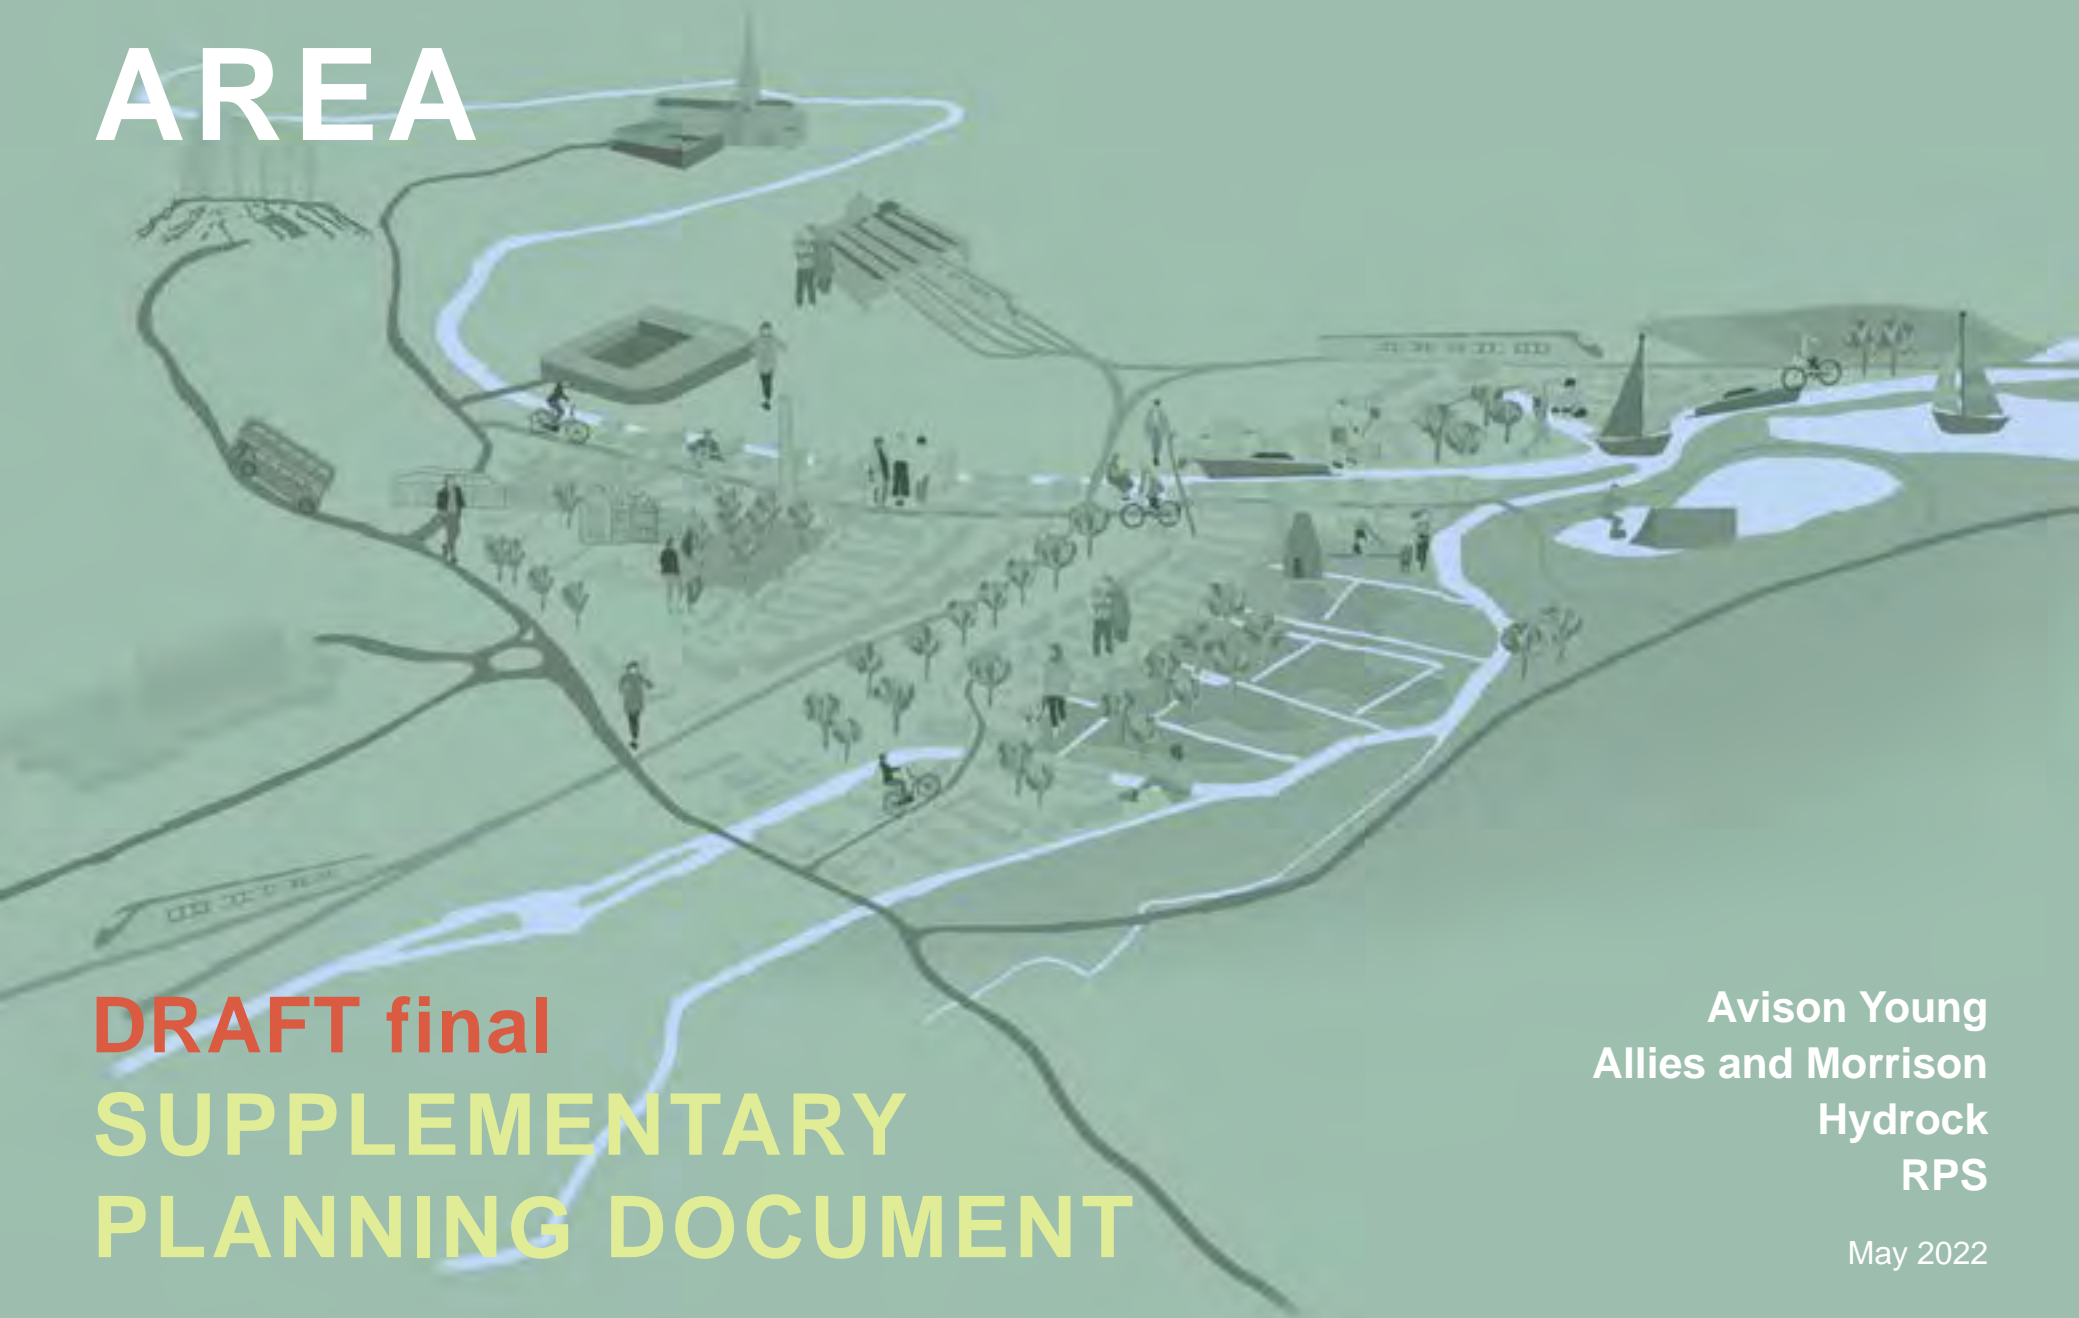 AREA
DRAFT final
SUPPLEMENTARY
PLANNING DOCUMENT
Avison Young
Allies and Morrison
Hydrock
RPS
May 2022